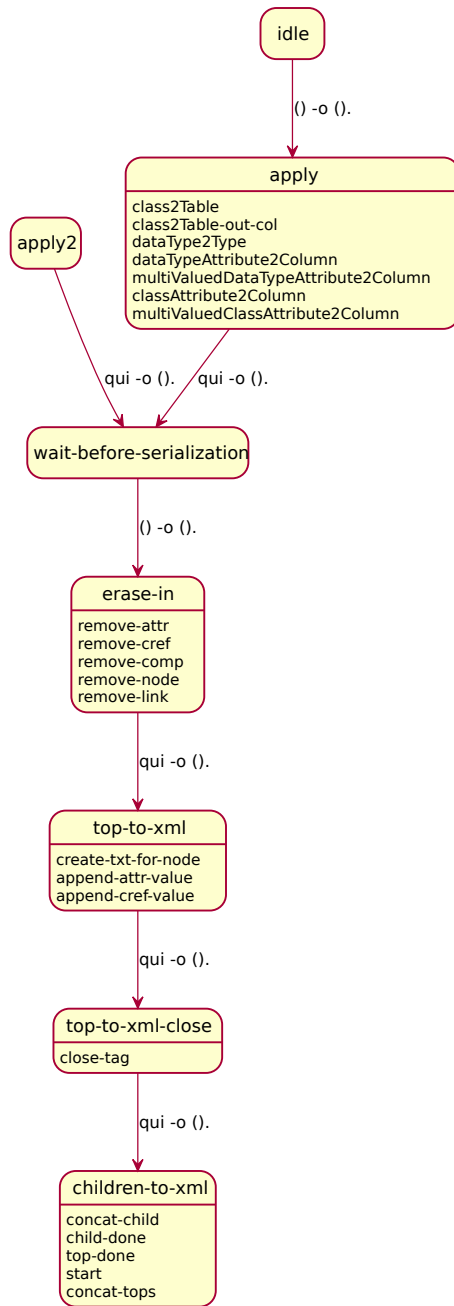 idle
() -o ().
apply
class2Table
class2Table-out-col
dataType2Type
dataTypeAttribute2Column
multiValuedDataTypeAttribute2Column
classAttribute2Column
multiValuedClassAttribute2Column
apply2
qui -o ().
qui -o ().
wait-before-serialization
() -o ().
erase-in
remove-attr
remove-cref
remove-comp
remove-node
remove-link
qui -o ().
top-to-xml
create-txt-for-node
append-attr-value
append-cref-value
qui -o ().
top-to-xml-close
close-tag
qui -o ().
children-to-xml
concat-child
child-done
top-done
start
concat-tops